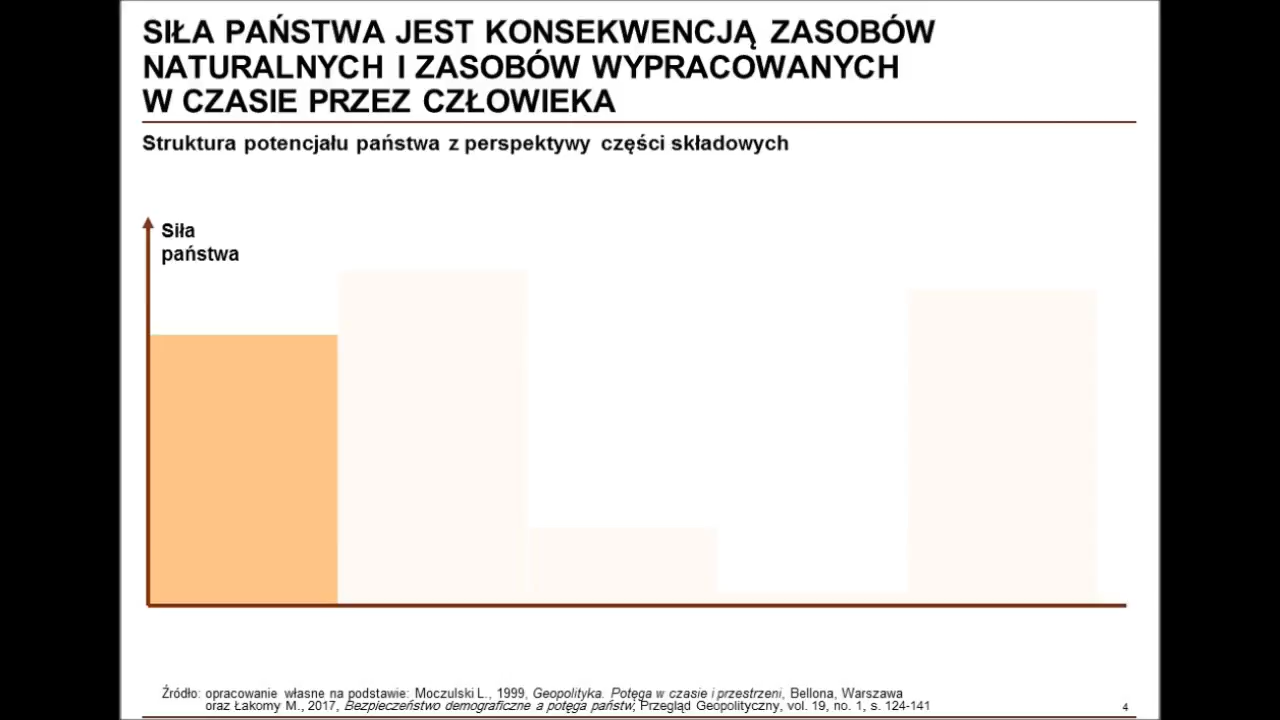 SIŁA PAŃSTWA JEST KONSEKWENCJĄ ZASOBÓW
NATURALNYCH I ZASOBÓW WYPRACOWANYCH
W CZASIE PRZEZ CZŁOWIEKA
Struktura potencjału państwa z perspektywy części składowych
Siła
państwa
Źródło: opracowanie własne na podstawie: Moczulski L., 1999, Geopolityka. Potęga w czasie i przestrzeni, Bellona, Warszawa
oraz Łakomy M., 2017, Bezpieczeństwo demograficzne a potęga państw, Przegląd Geopolityczny, vol. 19, no. 1, s. 124-141
4